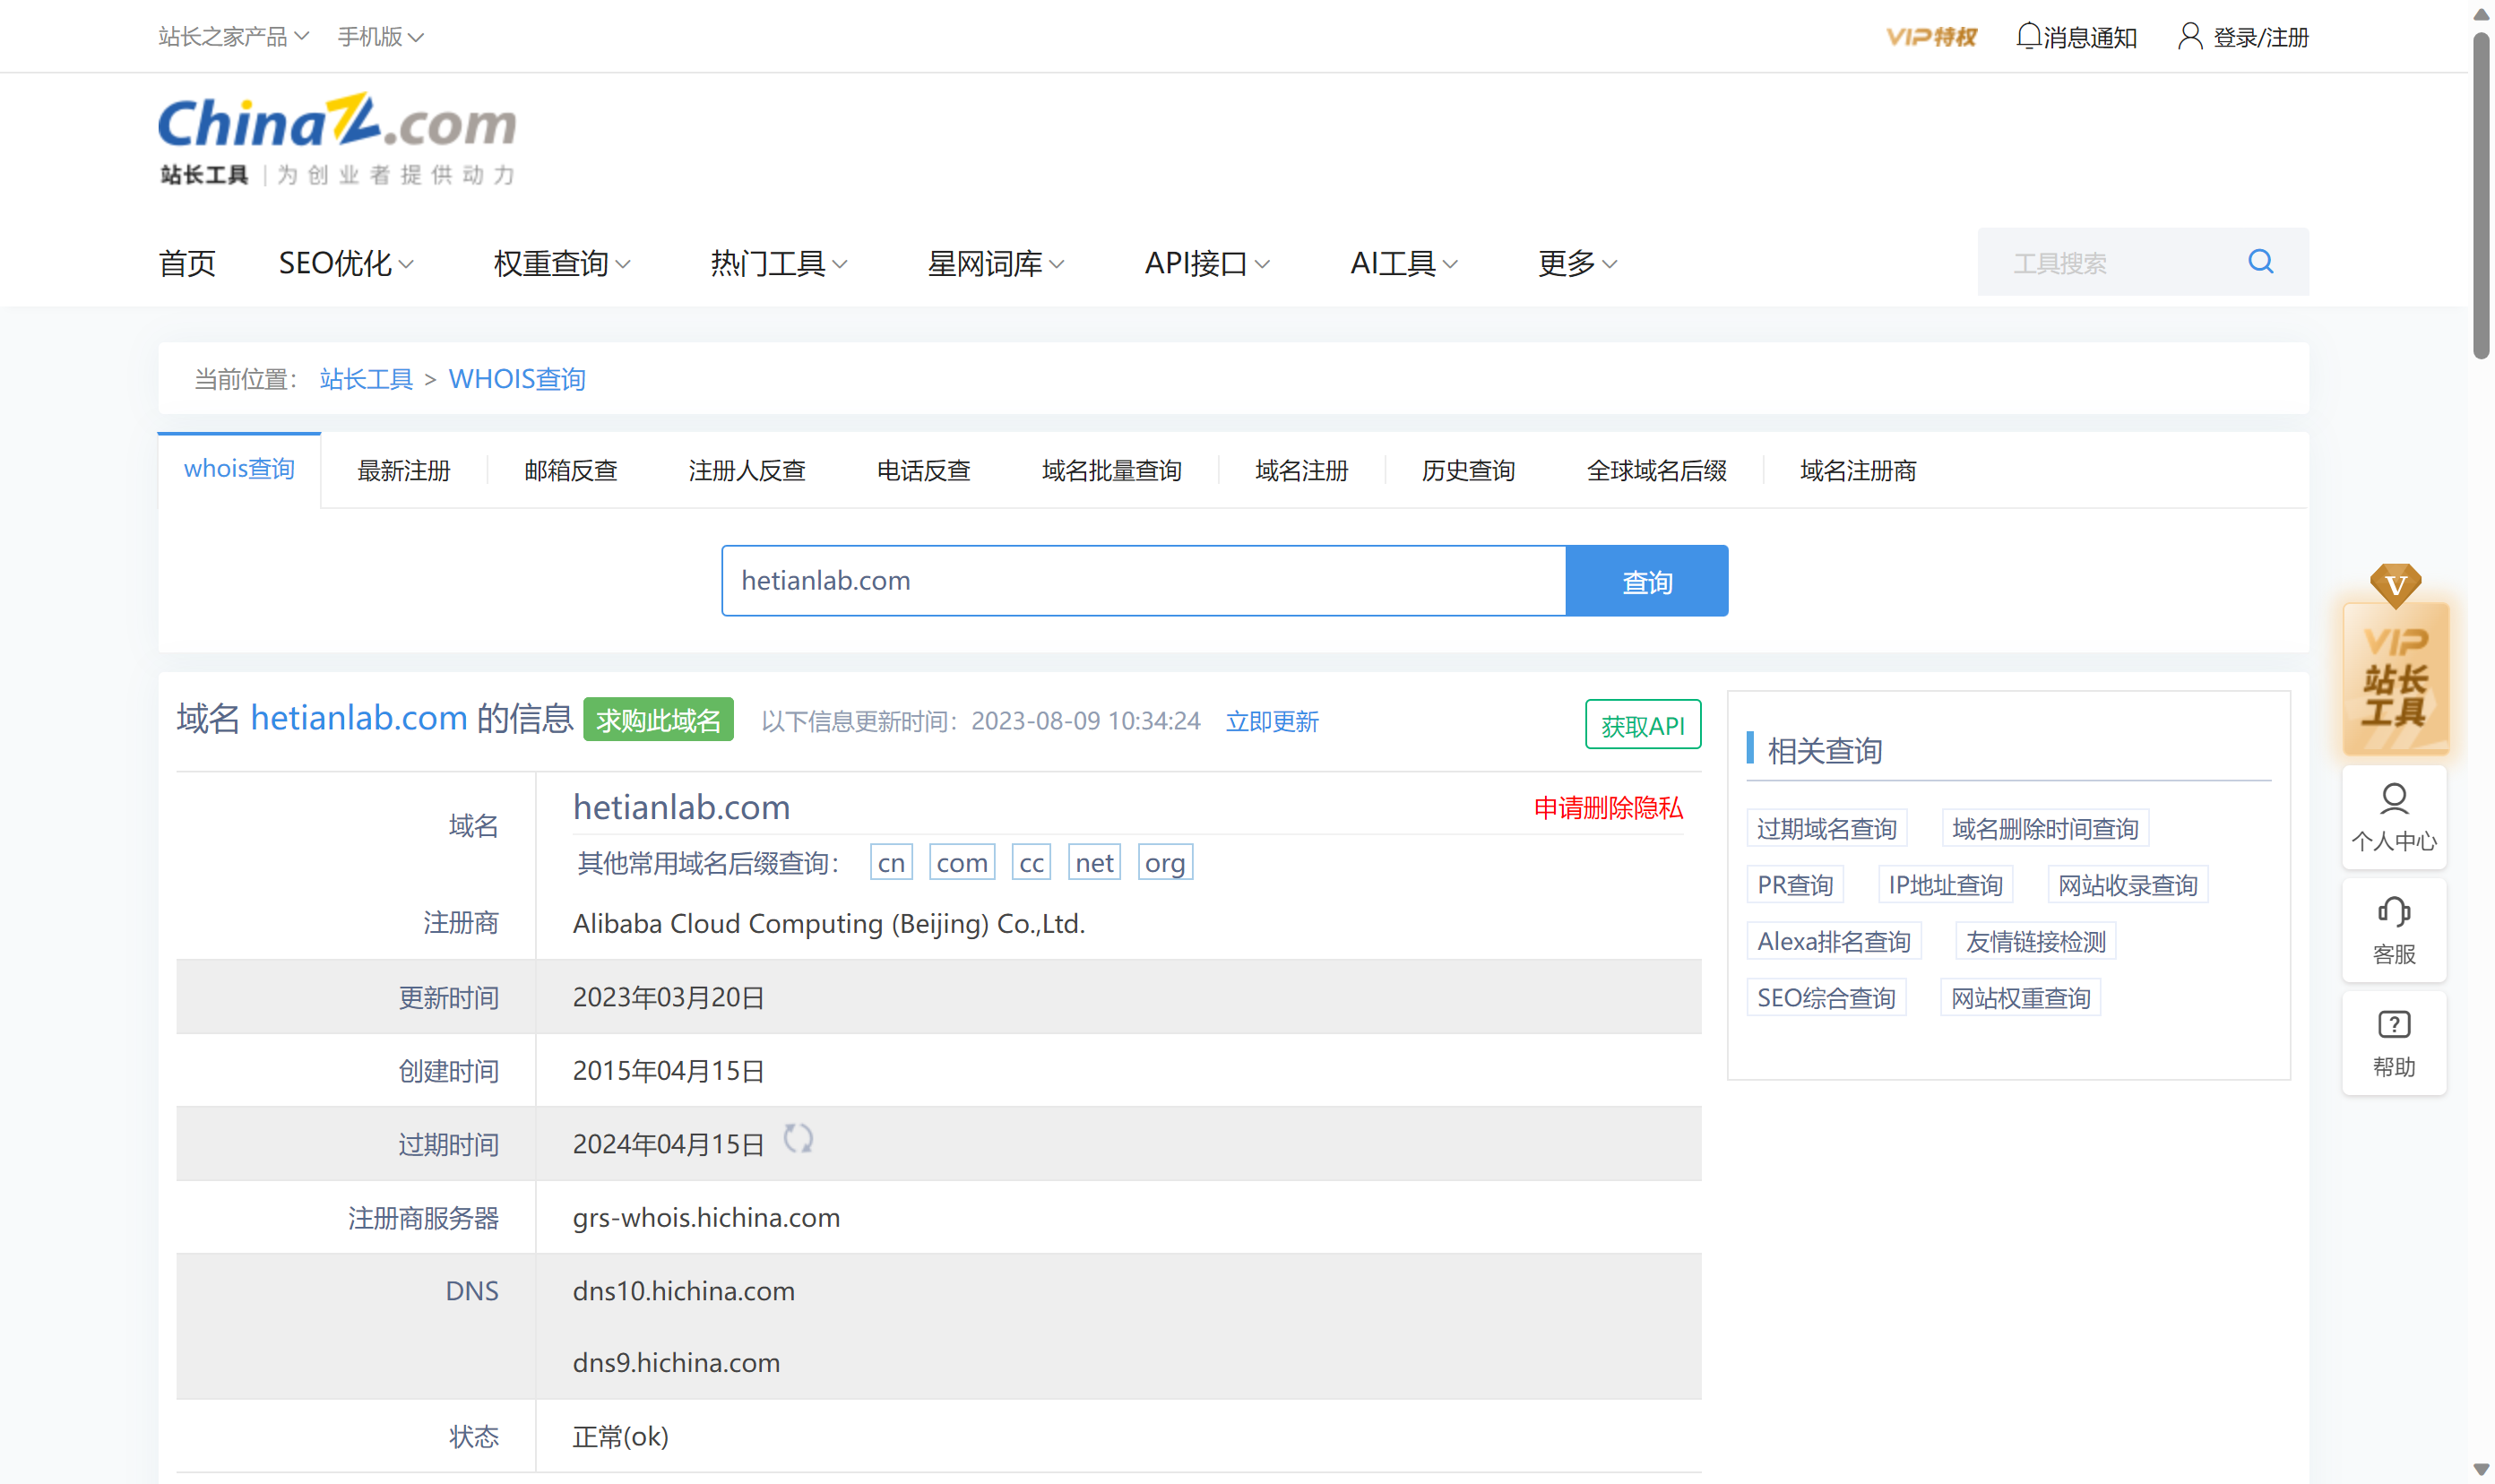 站长之家产品 手机版 VIP特权 消息通知 登录/注册
ChinaZ.com
站长工具 | 为创业者提供动力
首页 SEO优化 权重查询 热门工具 星网词库 API接口 AI工具 更多 工具搜索
当前位置： 站长工具 > WHOIS查询
whois查询 最新注册 邮箱反查 注册人反查 电话反查 域名批量查询 域名注册 历史查询 全球域名后缀 域名注册商
hetianlab.com 查询
域名 hetianlab.com 的信息 求购此域名 以下信息更新时间：2023-08-09 10:34:24 立即更新 获取API
域名 hetianlab.com 申请删除隐私
其他常用域名后缀查询： cn com cc net org
注册商 Alibaba Cloud Computing (Beijing) Co.,Ltd.
更新时间 2023年03月20日
创建时间 2015年04月15日
过期时间 2024年04月15日
注册商服务器 grs-whois.hichina.com
DNS dns10.hichina.com
dns9.hichina.com
状态 正常(ok)
相关查询
过期域名查询 域名删除时间查询
PR查询 IP地址查询 网站收录查询
Alexa排名查询 友情链接检测
SEO综合查询 网站权重查询
V
VIP
站长
工具
个人中心
客服
?
帮助